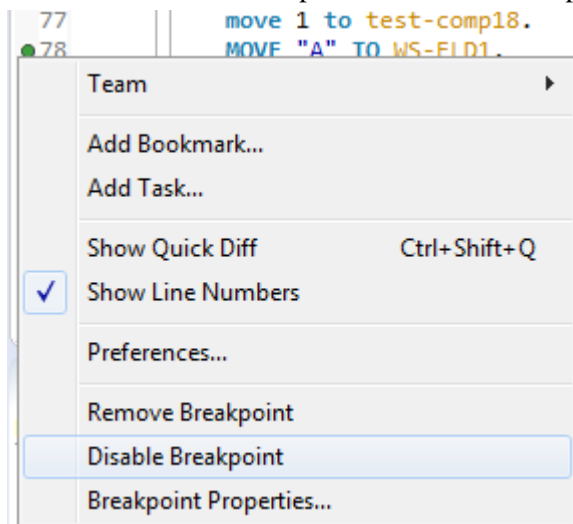 77 move 1 to test-comp18.
78 MOVE "A" TO WS-FLD1.
Team
Add Bookmark...
Add Task...
Show Quick Diff Ctrl+Shift+Q
Show Line Numbers
Preferences...
Remove Breakpoint
Disable Breakpoint
Breakpoint Properties...